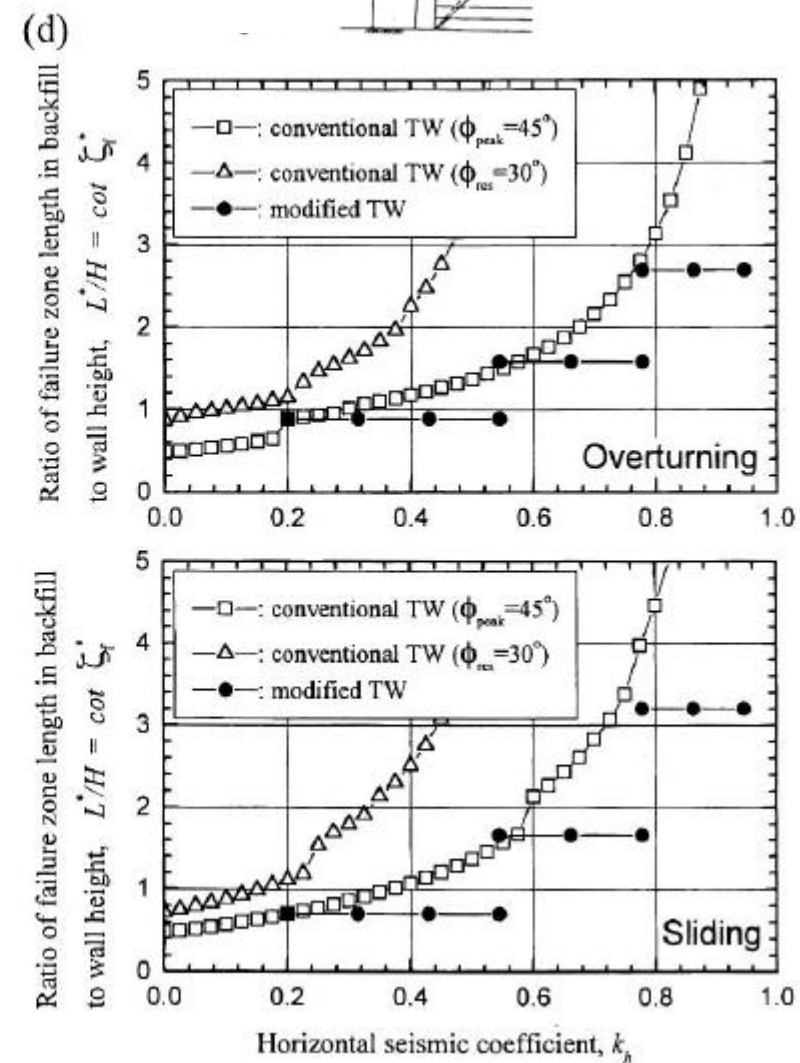 (d)
Ratio of failure zone length in backfill
to wall height, L*/H = cot ζf*
5
4
3
2
1
0
—□—: conventional TW (ϕpeak=45°)
—△—: conventional TW (ϕres=30°)
—●—: modified TW
Overturning
0.0 0.2 0.4 0.6 0.8 1.0
Ratio of failure zone length in backfill
to wall height, L*/H = cot ζf*
5
4
3
2
1
0
—□—: conventional TW (ϕpeak=45°)
—△—: conventional TW (ϕres=30°)
—●—: modified TW
Sliding
0.0 0.2 0.4 0.6 0.8 1.0
Horizontal seismic coefficient, kh